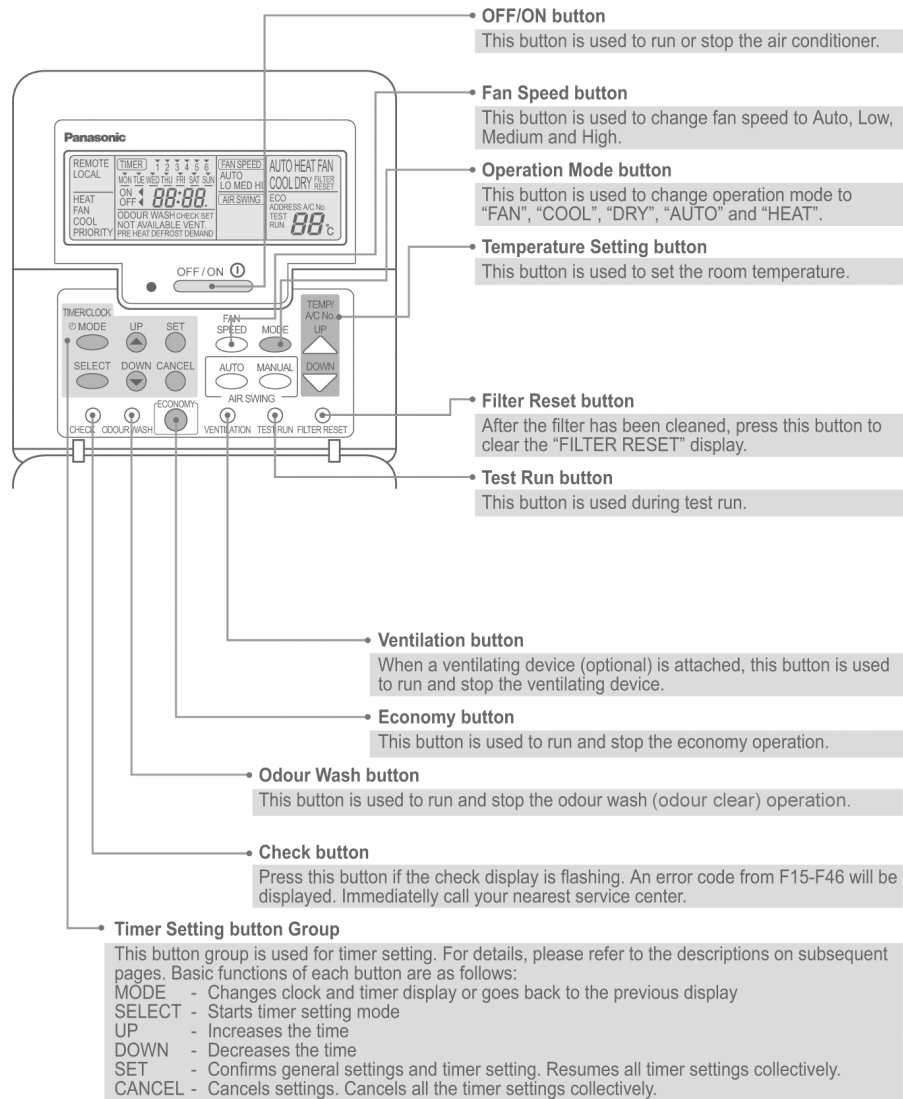 OFF/ON button
This button is used to run or stop the air conditioner.
Fan Speed button
This button is used to change fan speed to Auto, Low,
Medium and High.
Operation Mode button
This button is used to change operation mode to
“FAN”, “COOL”, “DRY”, “AUTO” and “HEAT”.
Temperature Setting button
This button is used to set the room temperature.
Panasonic
REMOTE
LOCAL
HEAT
FAN
COOL
PRIORITY
TIMER 1 2 3 4 5 6
MON TUE WED THU FRI SAT SUN
ON
OFF 88:88.
ODOUR WASH CHECK SET
NOT AVAILABLE VENT.
PRE HEAT DEFROST DEMAND
FAN SPEED
AUTO
LO MED HI
AIR SWING
AUTO HEAT FAN
COOL DRY FILTER RESET
ECO
ADDRESS A/C No.
TEST
RUN 88 °C
OFF / ON
TIMER/CLOCK
MODE UP SET
SELECT DOWN CANCEL
FAN
SPEED MODE
AUTO MANUAL
AIR SWING
TEMP/
A/C No.
UP
DOWN
ECONOMY
CHECK ODOUR WASH VENTILATION TEST RUN FILTER RESET
Filter Reset button
After the filter has been cleaned, press this button to
clear the “FILTER RESET” display.
Test Run button
This button is used during test run.
Ventilation button
When a ventilating device (optional) is attached, this button is used
to run and stop the ventilating device.
Economy button
This button is used to run and stop the economy operation.
Odour Wash button
This button is used to run and stop the odour wash (odour clear) operation.
Check button
Press this button if the check display is flashing. An error code from F15-F46 will be
displayed. Immediatelly call your nearest service center.
Timer Setting button Group
This button group is used for timer setting. For details, please refer to the descriptions on subsequent
pages. Basic functions of each button are as follows:
MODE - Changes clock and timer display or goes back to the previous display
SELECT - Starts timer setting mode
UP - Increases the time
DOWN - Decreases the time
SET - Confirms general settings and timer setting. Resumes all timer settings collectively.
CANCEL - Cancels settings. Cancels all the timer settings collectively.